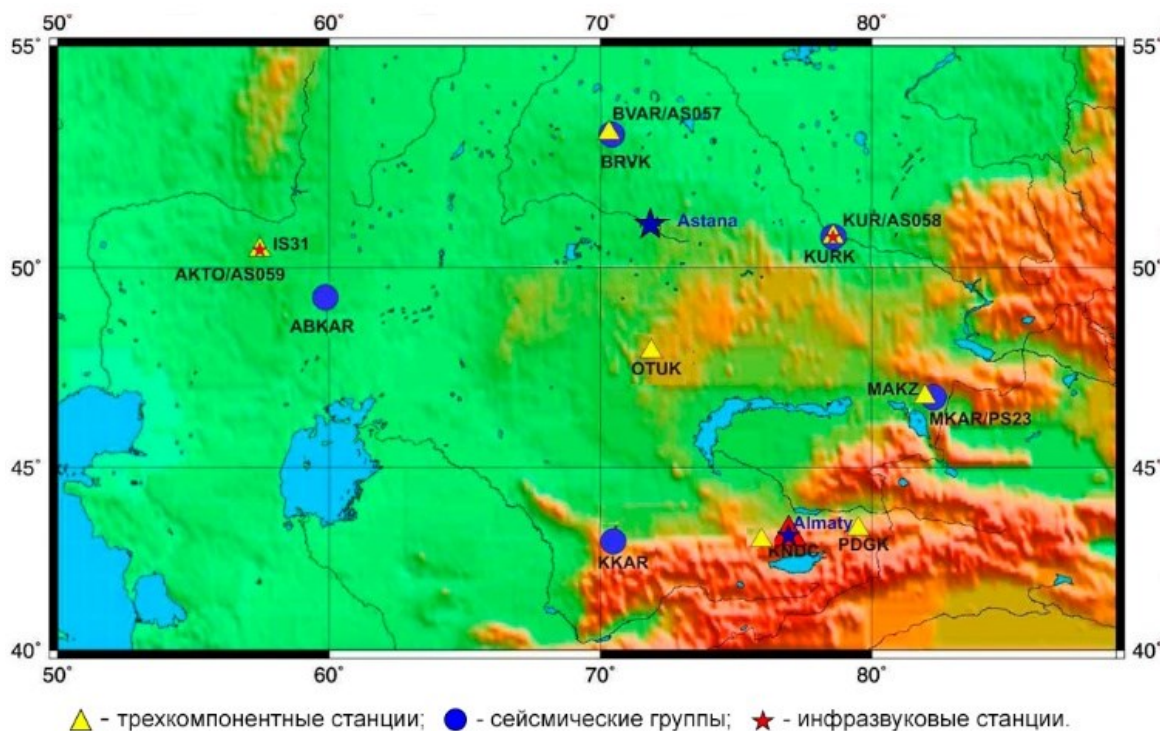 50° 60° 70° 80°
55° 55°
BVAR/AS057
BRVK
Astana
KUR/AS058
KURK
IS31
AKTO/AS059
50° 50°
ABKAR
OTUK
MAKZ
MKAR/PS23
45° 45°
Almaty
KNDC
PDGK
KKAR
40° 40°
50° 60° 70° 80°
- трехкомпонентные станции; - сейсмические группы; - инфразвуковые станции.